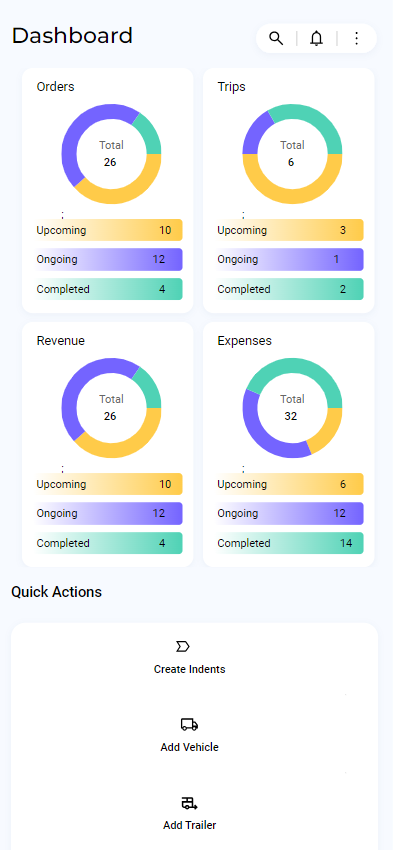 Dashboard
Orders
Total
26
:
Upcoming 10
Ongoing 12
Completed 4
Trips
Total
6
:
Upcoming 3
Ongoing 1
Completed 2
Revenue
Total
26
:
Upcoming 10
Ongoing 12
Completed 4
Expenses
Total
32
:
Upcoming 6
Ongoing 12
Completed 14
Quick Actions
Create Indents
Add Vehicle
Add Trailer